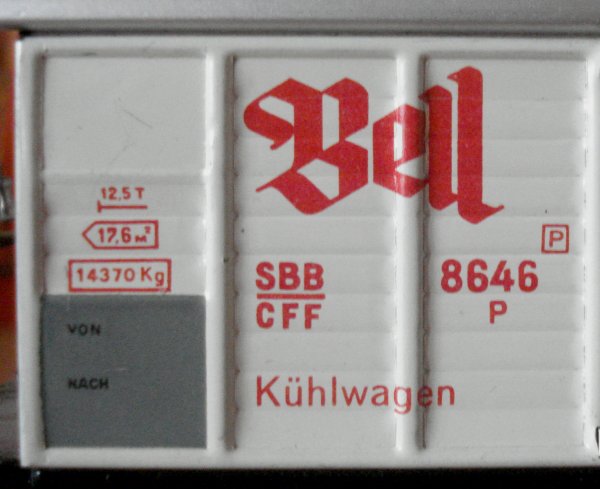 Bell
12,5 T
17,6 M²
14370 Kg
VON
NACH
SBB
CFF
Kühlwagen
P
8646
P